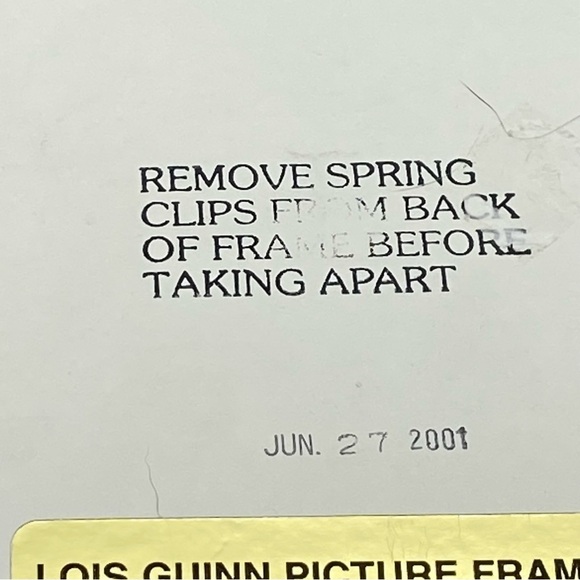 REMOVE SPRING
CLIPS FROM BACK
OF FRAME BEFORE
TAKING APART
JUN. 27 2001
LOIS GUINN PICTURE FRAM